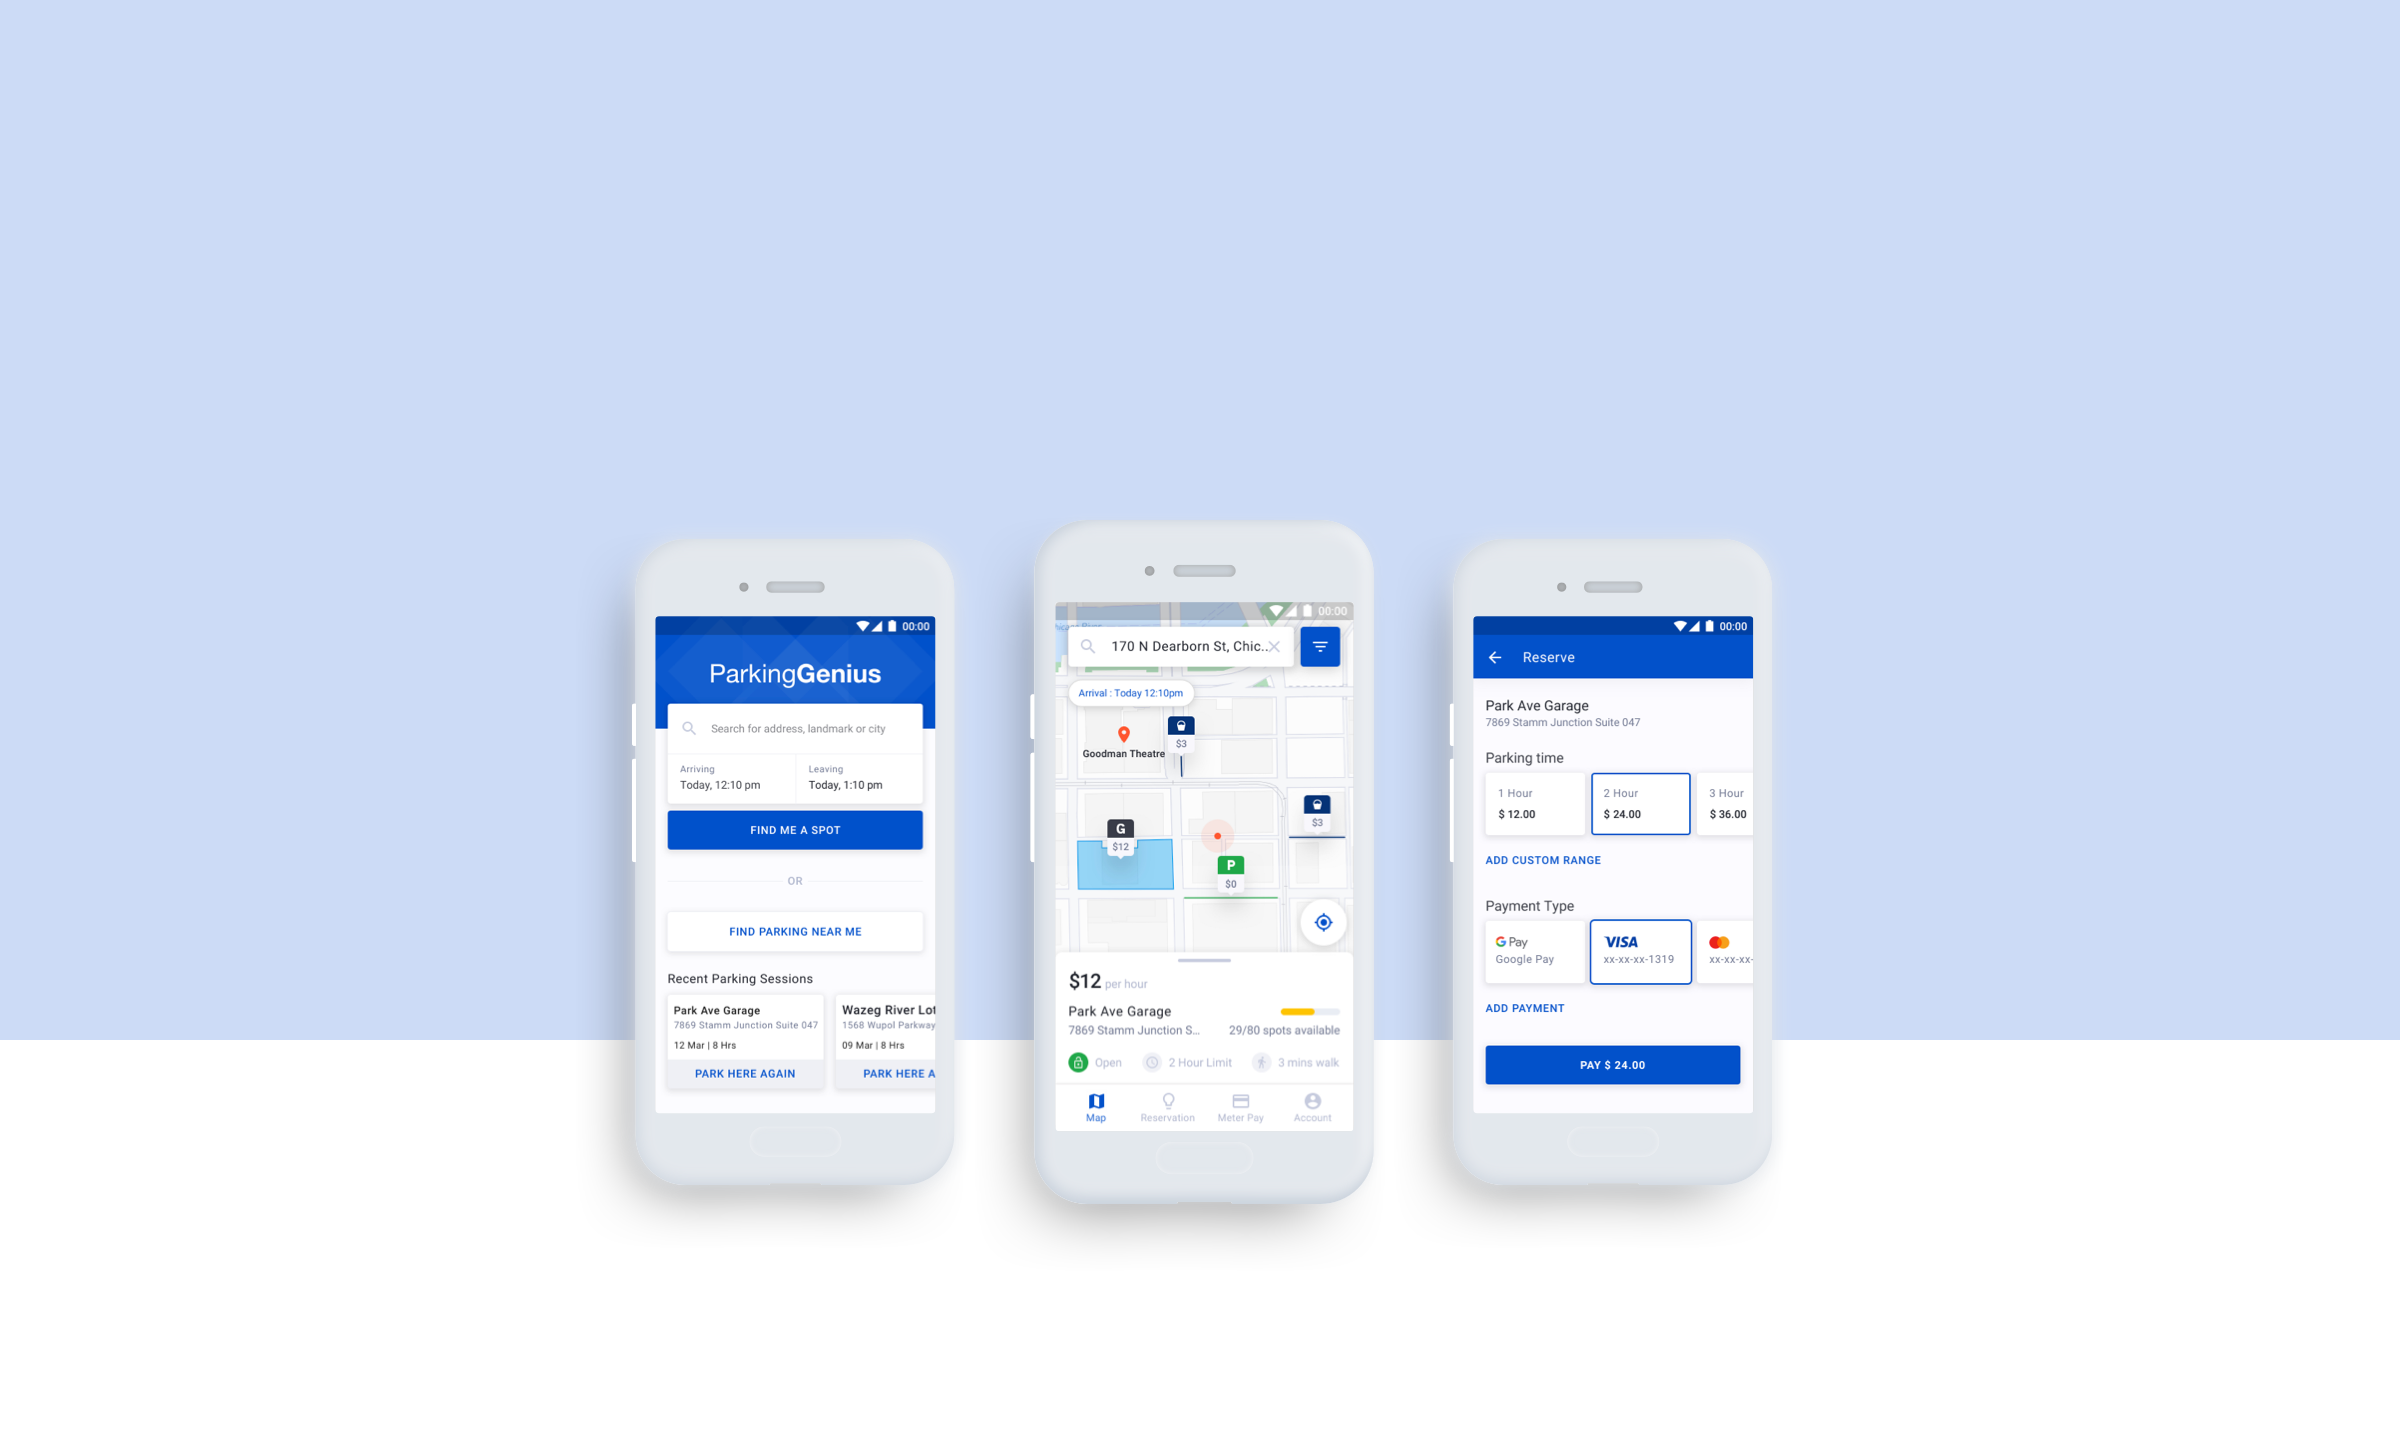 00:00
ParkingGenius
Search for address, landmark or city
Arriving
Today, 12:10 pm
Leaving
Today, 1:10 pm
FIND ME A SPOT
OR
FIND PARKING NEAR ME
Recent Parking Sessions
Park Ave Garage
7869 Stamm Junction Suite 047
12 Mar | 8 Hrs
PARK HERE AGAIN
Wazeg River Lot
1568 Wupol Parkway
09 Mar | 8 Hrs
PARK HERE A
00:00
170 N Dearborn St, Chic..
Arrival : Today 12:10pm
Goodman Theatre
$3
$3
G
$12
P
$0
$12 per hour
Park Ave Garage
7869 Stamm Junction S...
29/80 spots available
Open
2 Hour Limit
3 mins walk
Map
Reservation
Meter Pay
Account
00:00
Reserve
Park Ave Garage
7869 Stamm Junction Suite 047
Parking time
1 Hour
$ 12.00
2 Hour
$ 24.00
3 Hour
$ 36.00
ADD CUSTOM RANGE
Payment Type
G Pay
Google Pay
VISA
xx-xx-xx-1319
xx-xx-xx-
ADD PAYMENT
PAY $ 24.00